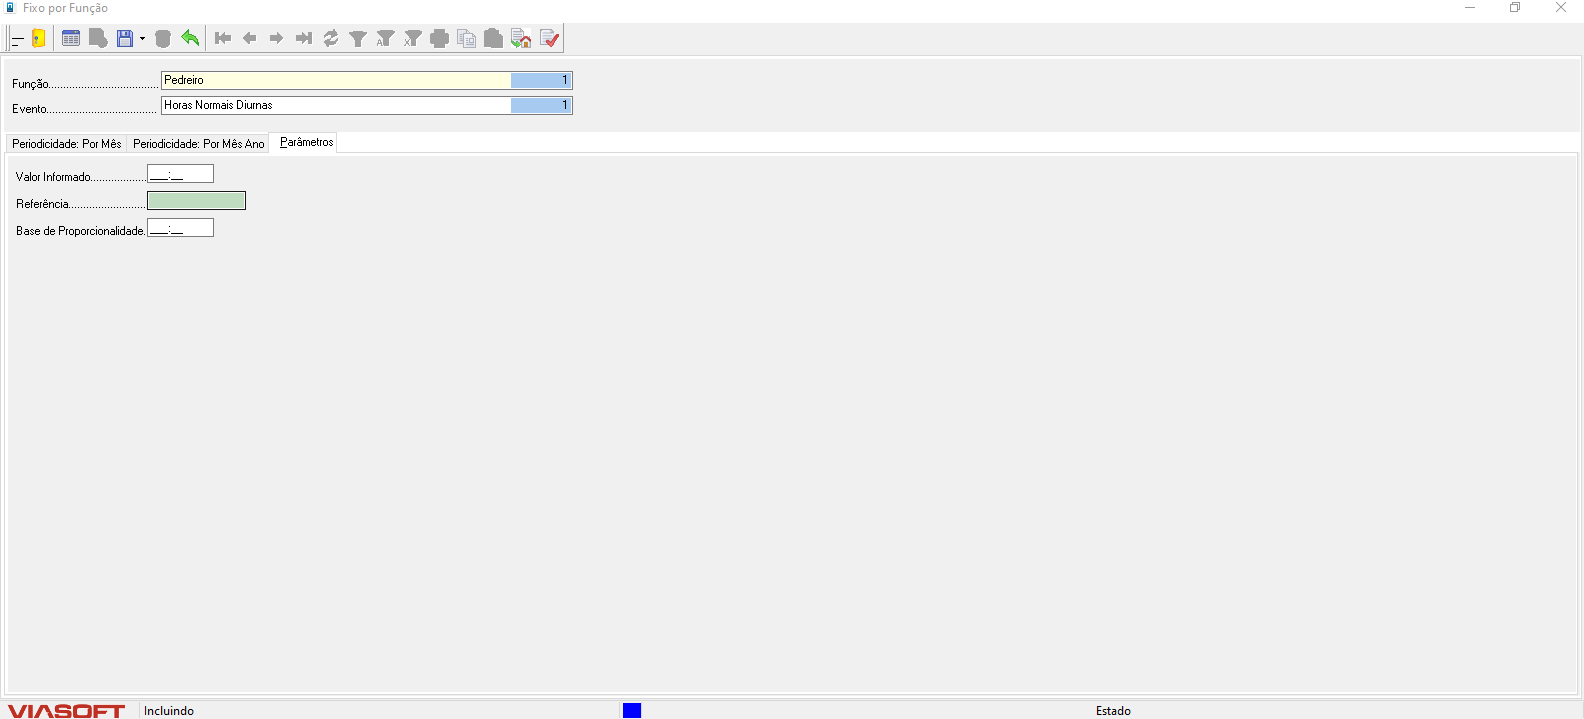 Fixo por Função
Função..................................... Pedreiro 1
Evento..................................... Horas Normais Diurnas 1
Periodicidade: Por Mês Periodicidade: Por Mês Ano Parâmetros
Valor Informado................... ___:__
Referência..........................
Base de Proporcionalidade. ___:__
VIASOFT Incluindo Estado